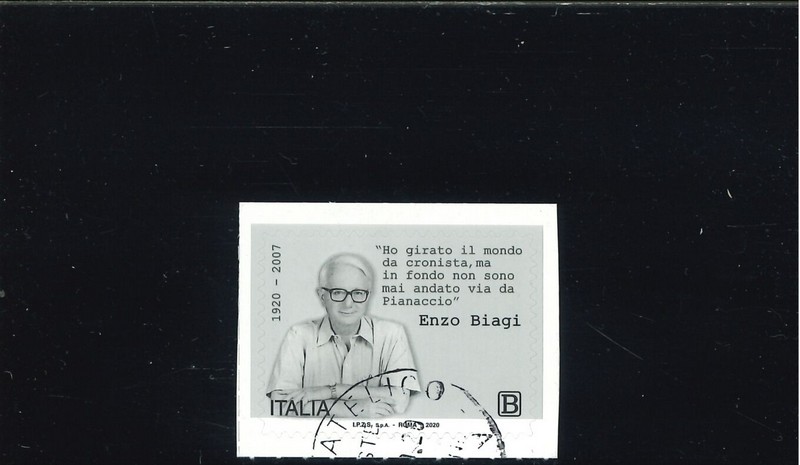 1920 - 2007
"Ho girato il mondo
da cronista, ma
in fondo non sono
mai andato via da
Pianaccio"
Enzo Biagi
ITALIA
B
I.P.Z.S. S.p.A. - ROMA 2020